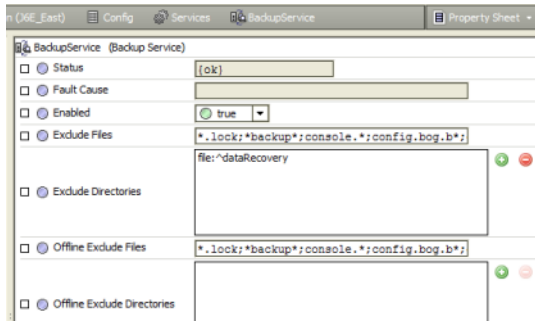 n (J6E_East) Config Services BackupService Property Sheet
BackupService (Backup Service)
Status {ok}
Fault Cause
Enabled true
Exclude Files *.lock;*backup*;console.*;config.bog.b*;
file:^dataRecovery
Exclude Directories
Offline Exclude Files *.lock;*backup*;console.*;config.bog.b*;
Offline Exclude Directories